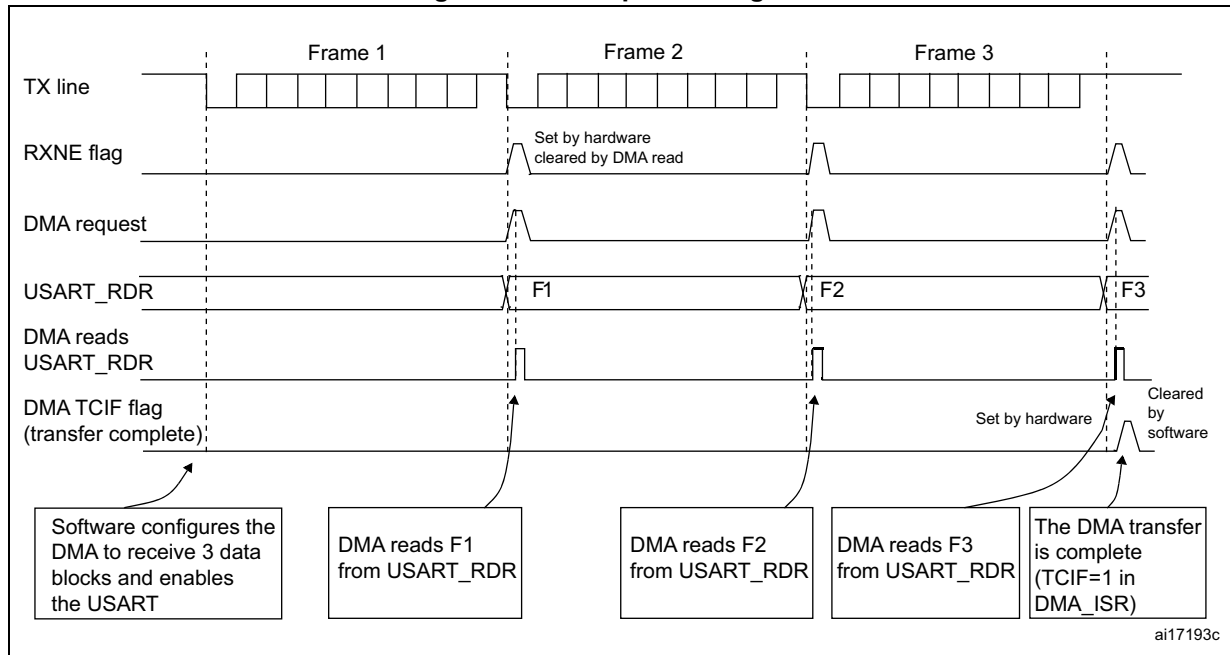 Frame 1
Frame 2
Frame 3
TX line
Set by hardware
cleared by DMA read
RXNE flag
DMA request
USART_RDR
F1
F2
F3
DMA reads
USART_RDR
DMA TCIF flag
(transfer complete)
Set by hardware
Cleared
by
software
Software configures the
DMA to receive 3 data
blocks and enables
the USART
DMA reads F1
from USART_RDR
DMA reads F2
from USART_RDR
DMA reads F3
from USART_RDR
The DMA transfer
is complete
(TCIF=1 in
DMA_ISR)
ai17193c